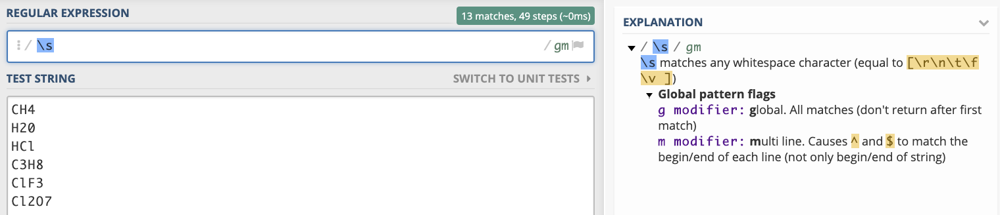 REGULAR EXPRESSION
13 matches, 49 steps (~0ms)
/ \s / gm
TEST STRING
SWITCH TO UNIT TESTS
CH4
H20
HCl
C3H8
ClF3
Cl2O7
EXPLANATION
/ \s / gm
\s matches any whitespace character (equal to [\r\n\t\f
\v ])
Global pattern flags
g modifier: global. All matches (don't return after first
match)
m modifier: multi line. Causes ^ and $ to match the
begin/end of each line (not only begin/end of string)